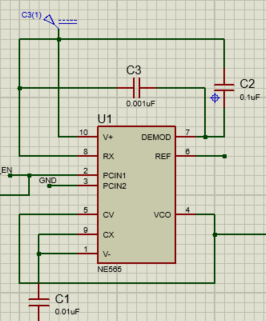 C3(1)
C3
0.001uF
C2
0.1uF
U1
10 V+ DEMOD 7
8 RX REF 6
EN
2 PCIN1
GND 3 PCIN2
5 CV VCO 4
9 CX
1 V-
NE565
C1
0.01uF